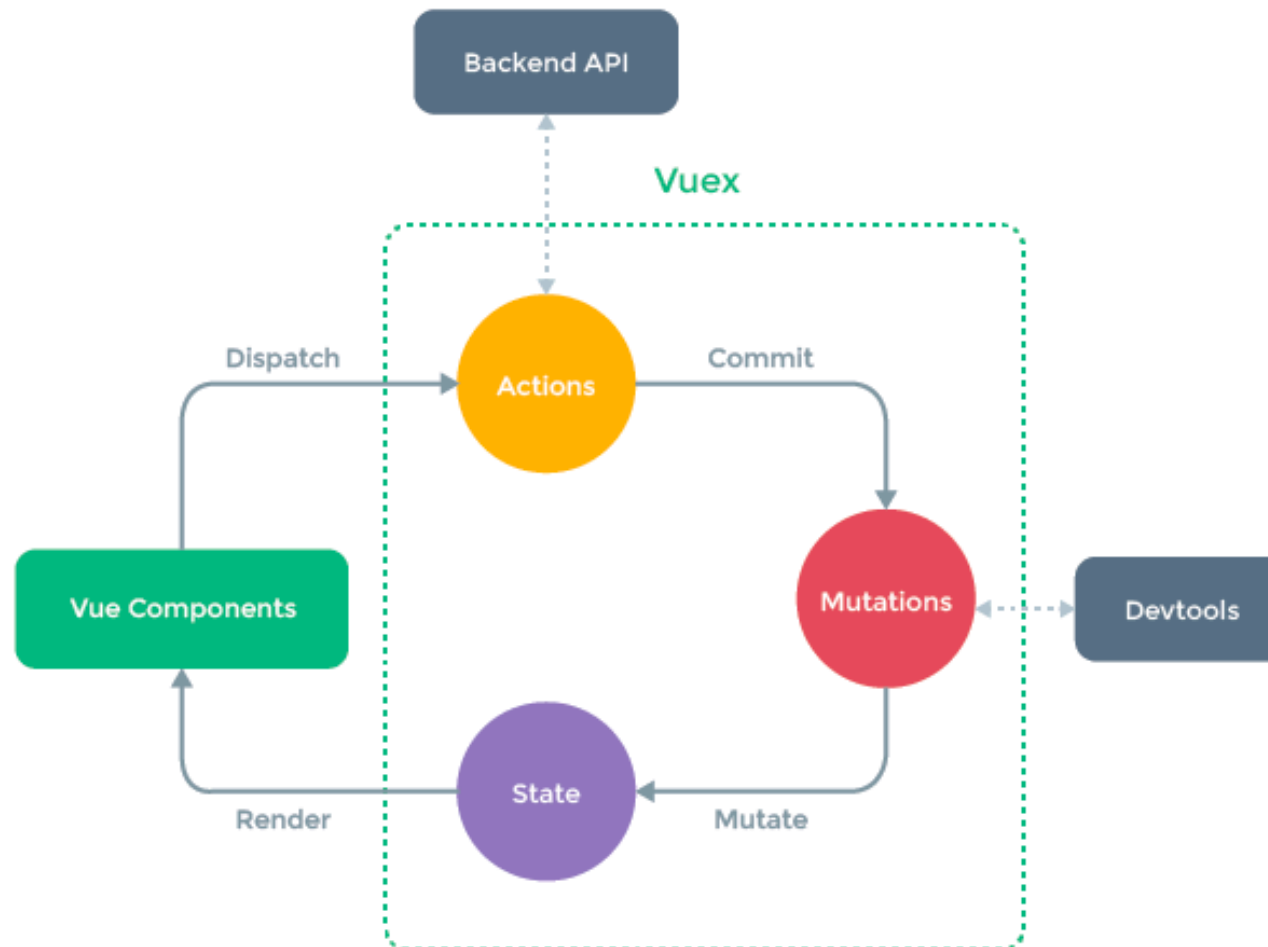 Backend API
Vuex
Dispatch
Commit
Actions
Vue Components
Mutations
Devtools
State
Render
Mutate